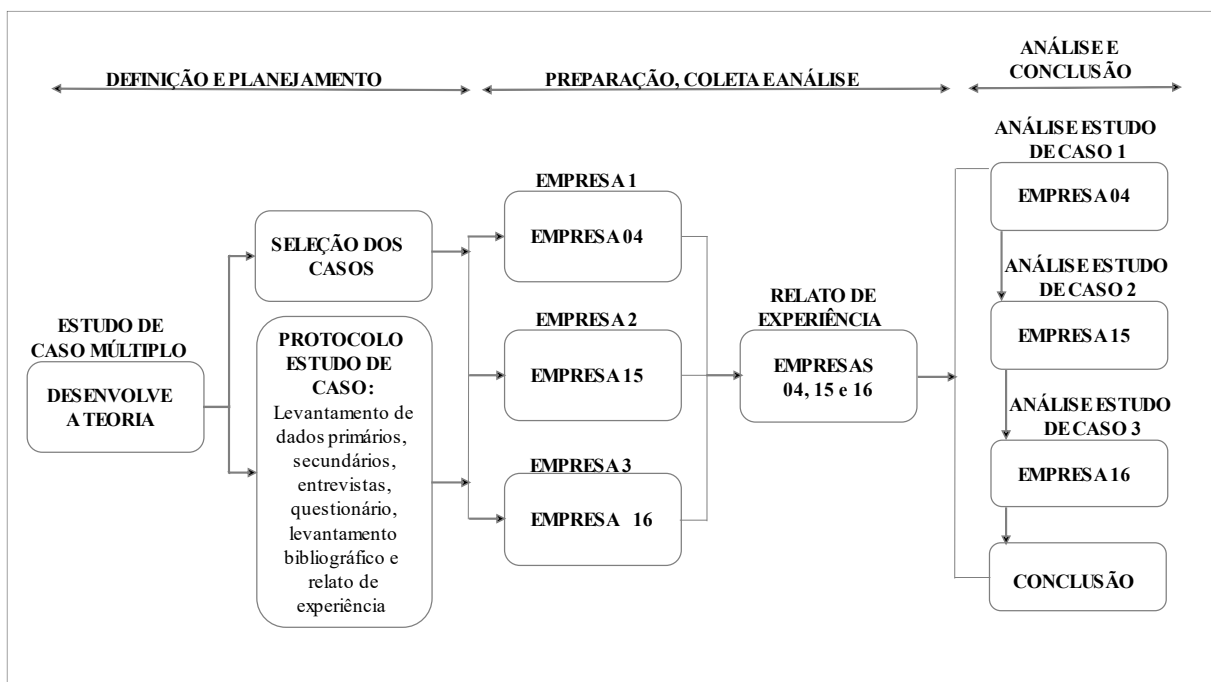 DEFINIÇÃO E PLANEJAMENTO
PREPARAÇÃO, COLETA E ANÁLISE
ANÁLISE E
CONCLUSÃO
ESTUDO DE
CASO MÚLTIPLO
DESENVOLVE
A TEORIA
SELEÇÃO DOS
CASOS
PROTOCOLO
ESTUDO DE
CASO:
Levantamento de
dados primários,
secundários,
entrevistas,
questionário,
levantamento
bibliográfico e
relato de
experiência
EMPRESA 1
EMPRESA 04
EMPRESA 2
EMPRESA 15
EMPRESA 3
EMPRESA 16
RELATO DE
EXPERIÊNCIA
EMPRESAS
04, 15 e 16
ANÁLISE ESTUDO
DE CASO 1
EMPRESA 04
ANÁLISE ESTUDO
DE CASO 2
EMPRESA 15
ANÁLISE ESTUDO
DE CASO 3
EMPRESA 16
CONCLUSÃO